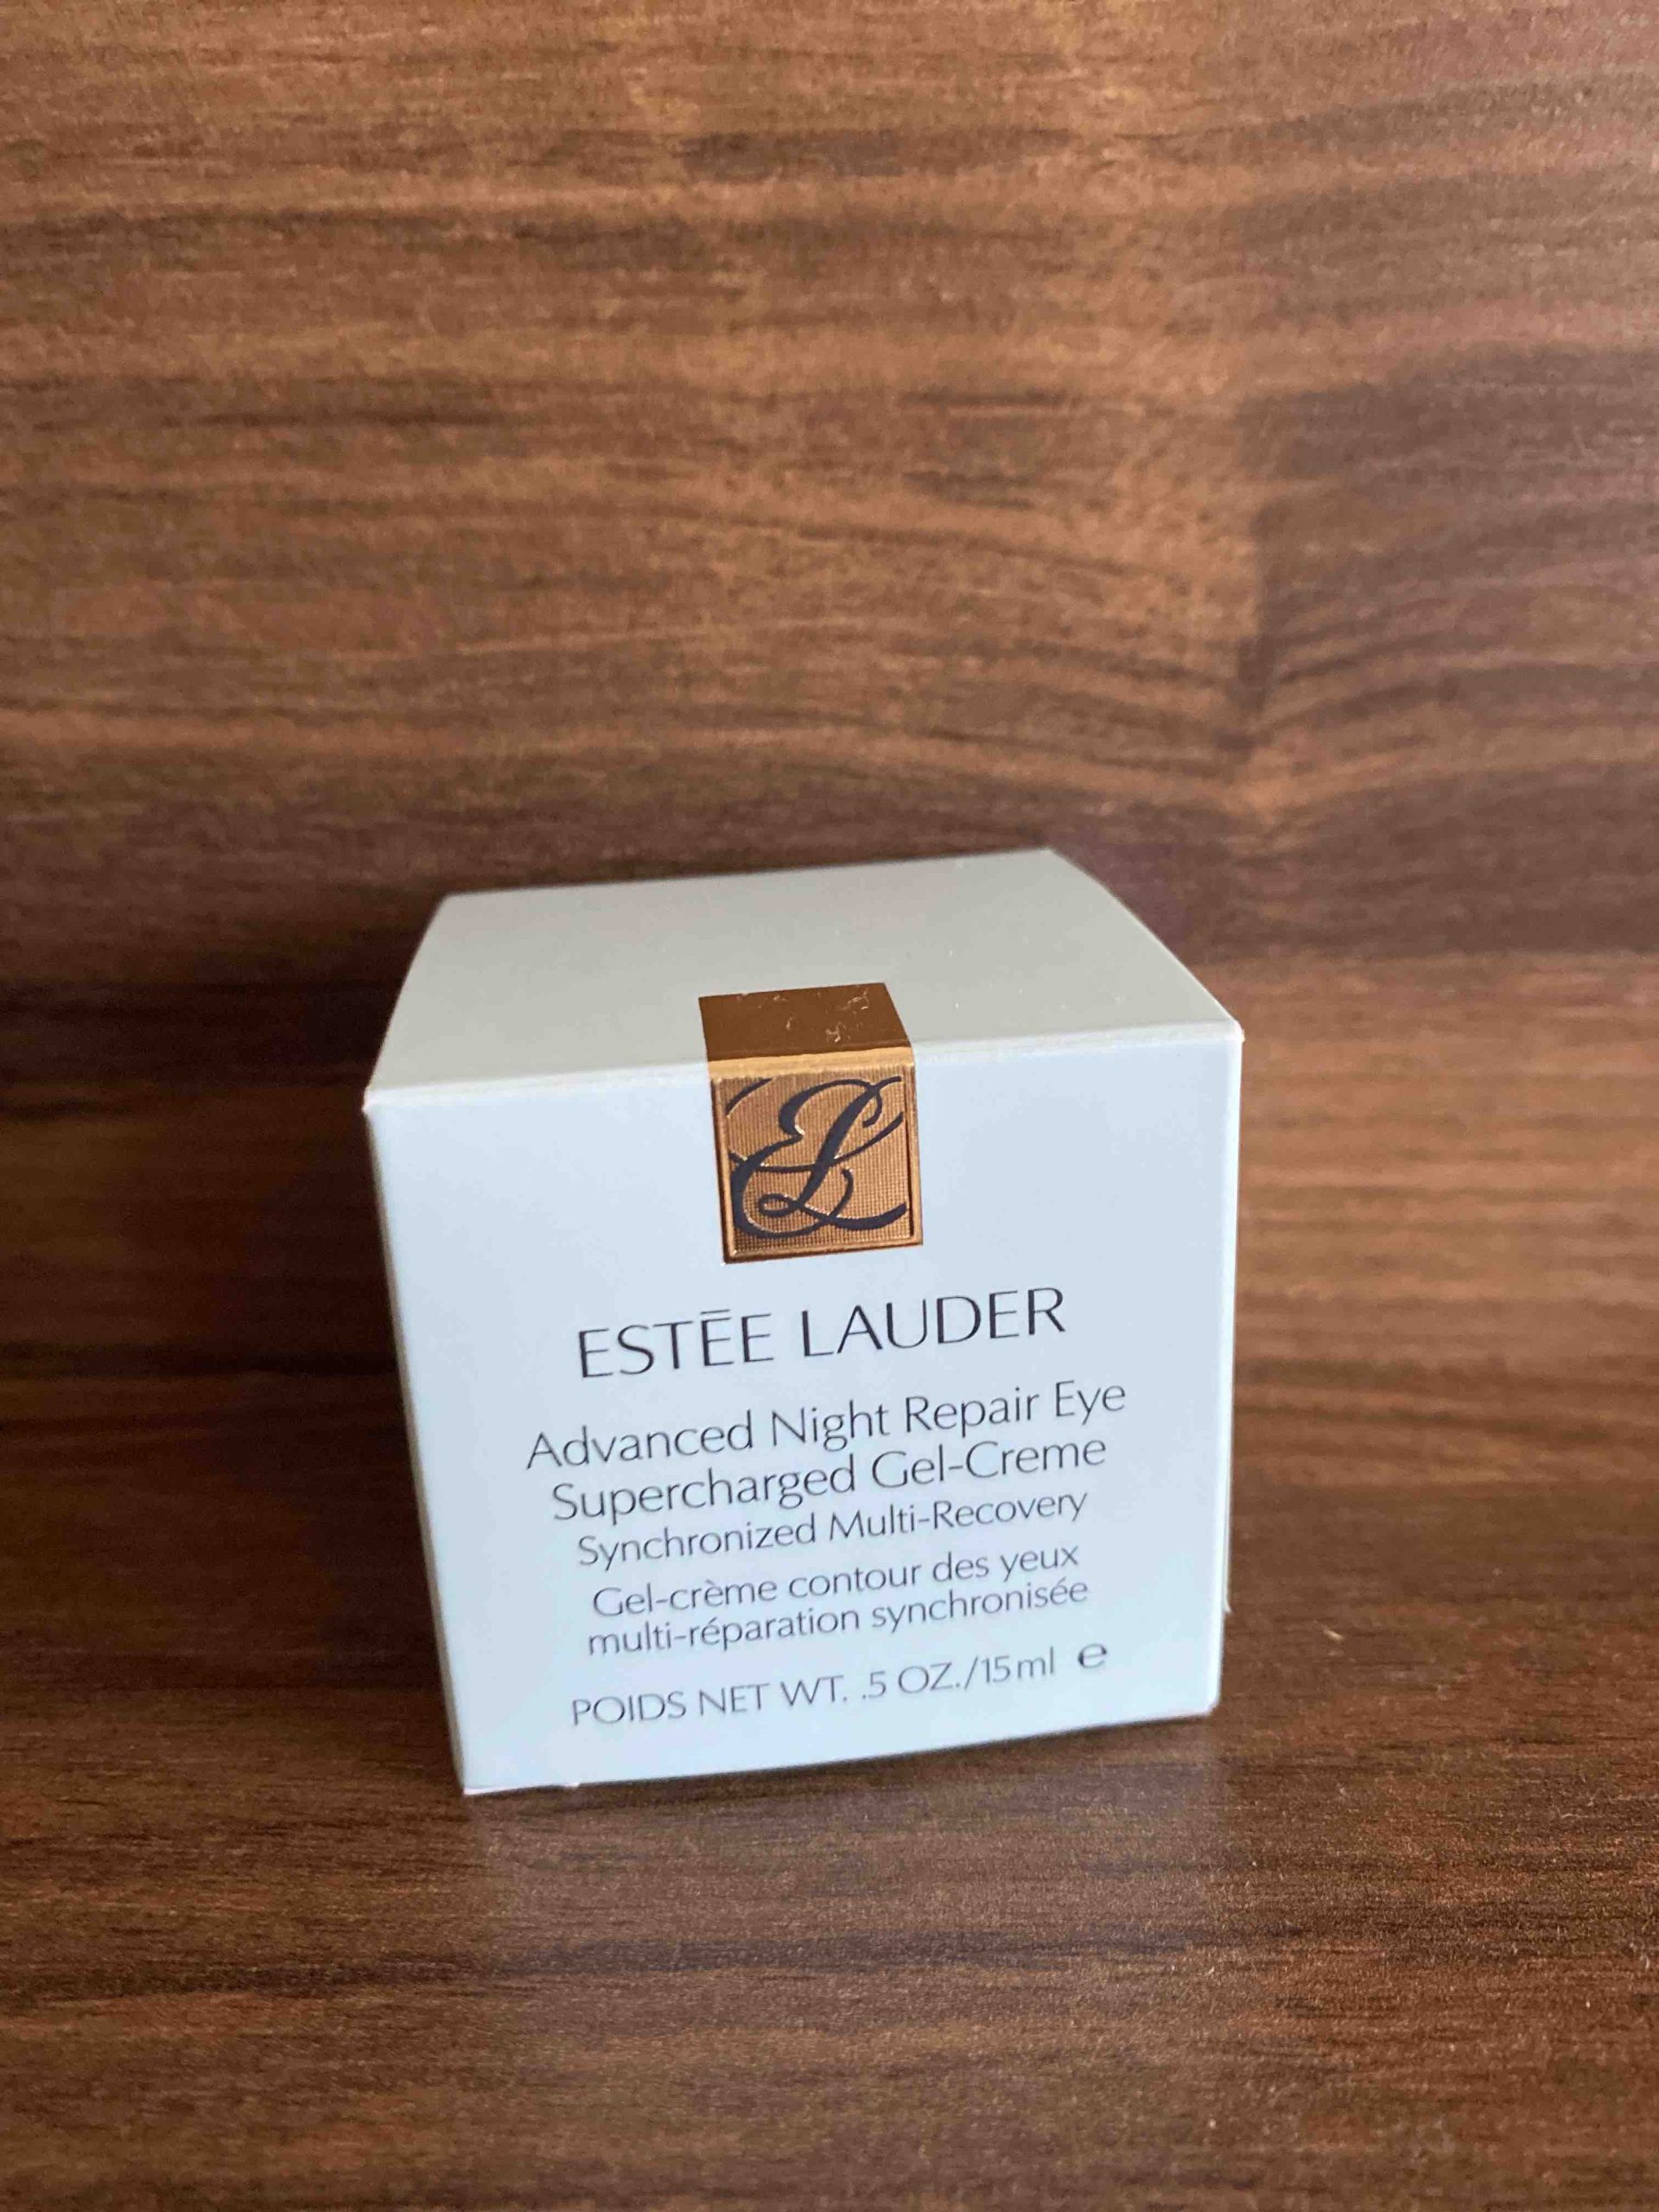 EL
ESTĒE LAUDER
Advanced Night Repair Eye
Supercharged Gel-Creme
Synchronized Multi-Recovery
Gel-crème contour des yeux
multi-réparation synchronisée
POIDS NET WT. .5 OZ./15ml ℮